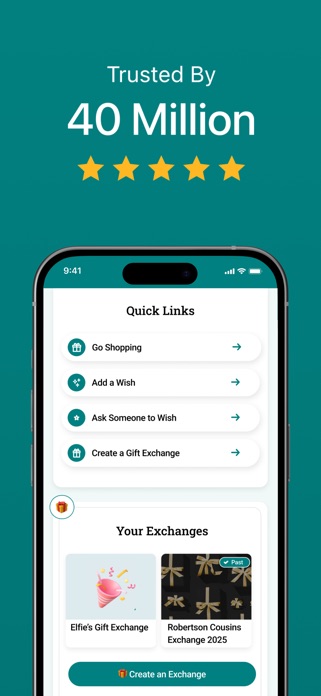 Trusted By
40 Million
9:41
Quick Links
Go Shopping
Add a Wish
Ask Someone to Wish
Create a Gift Exchange
Your Exchanges
Past
Elfie's Gift Exchange
Robertson Cousins
Exchange 2025
Create an Exchange